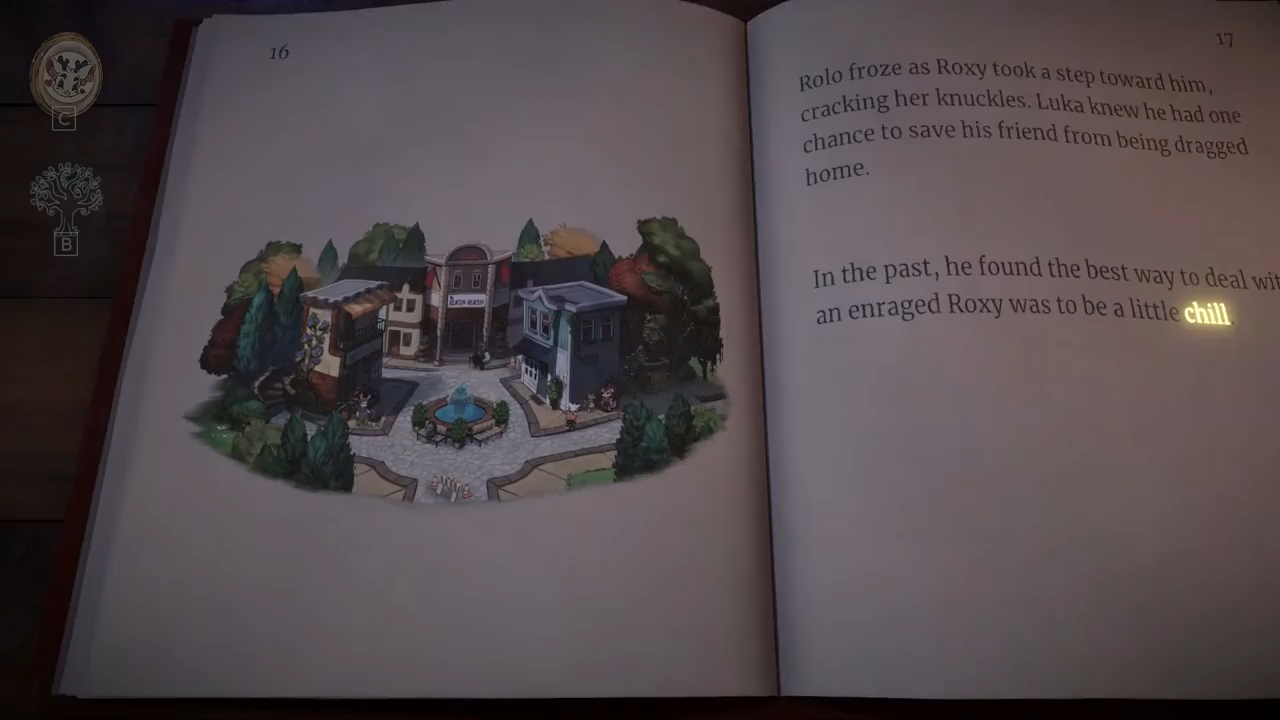 16
17
C
B
Rolo froze as Roxy took a step toward him,
cracking her knuckles. Luka knew he had one
chance to save his friend from being dragged
home.
In the past, he found the best way to deal wit
an enraged Roxy was to be a little chill.